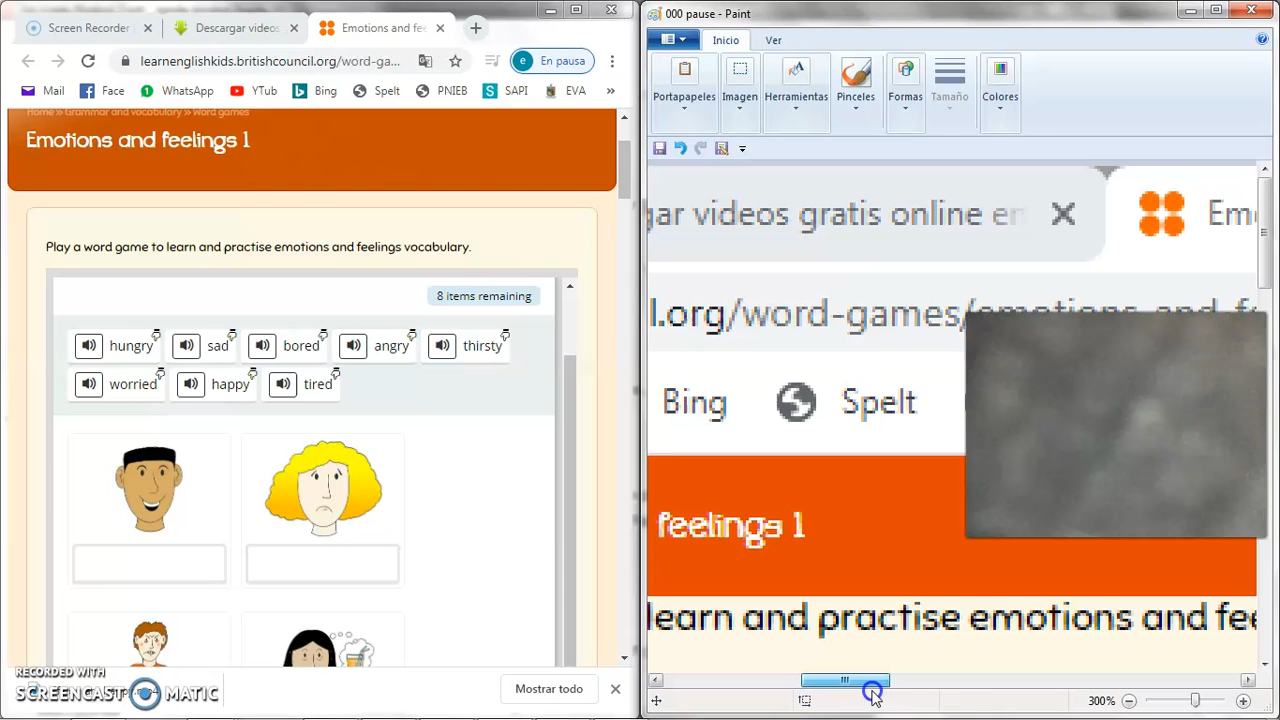 Screen Recorder
Descargar videos
Emotions and fee
learnenglishkids.britishcouncil.org/word-ga...
e
En pausa
Mail
Face
WhatsApp
YTub
Bing
Spelt
PNIEB
S
SAPI
EVA
»
Home » Grammar and vocabulary » Word games
Emotions and feelings 1
Play a word game to learn and practise emotions and feelings vocabulary.
8 items remaining
hungry
sad
bored
angry
thirsty
worried
happy
tired
RECORDED WITH
SCREENCAST MATIC
Mostrar todo
000 pause - Paint
Inicio
Ver
Portapapeles
Imagen
Herramientas
Pinceles
Formas
Tamaño
Colores
gar videos gratis online en
Emo
l.org/word-games/emotions-and-fe
Bing
Spelt
feelings 1
learn and practise emotions and fee
300%